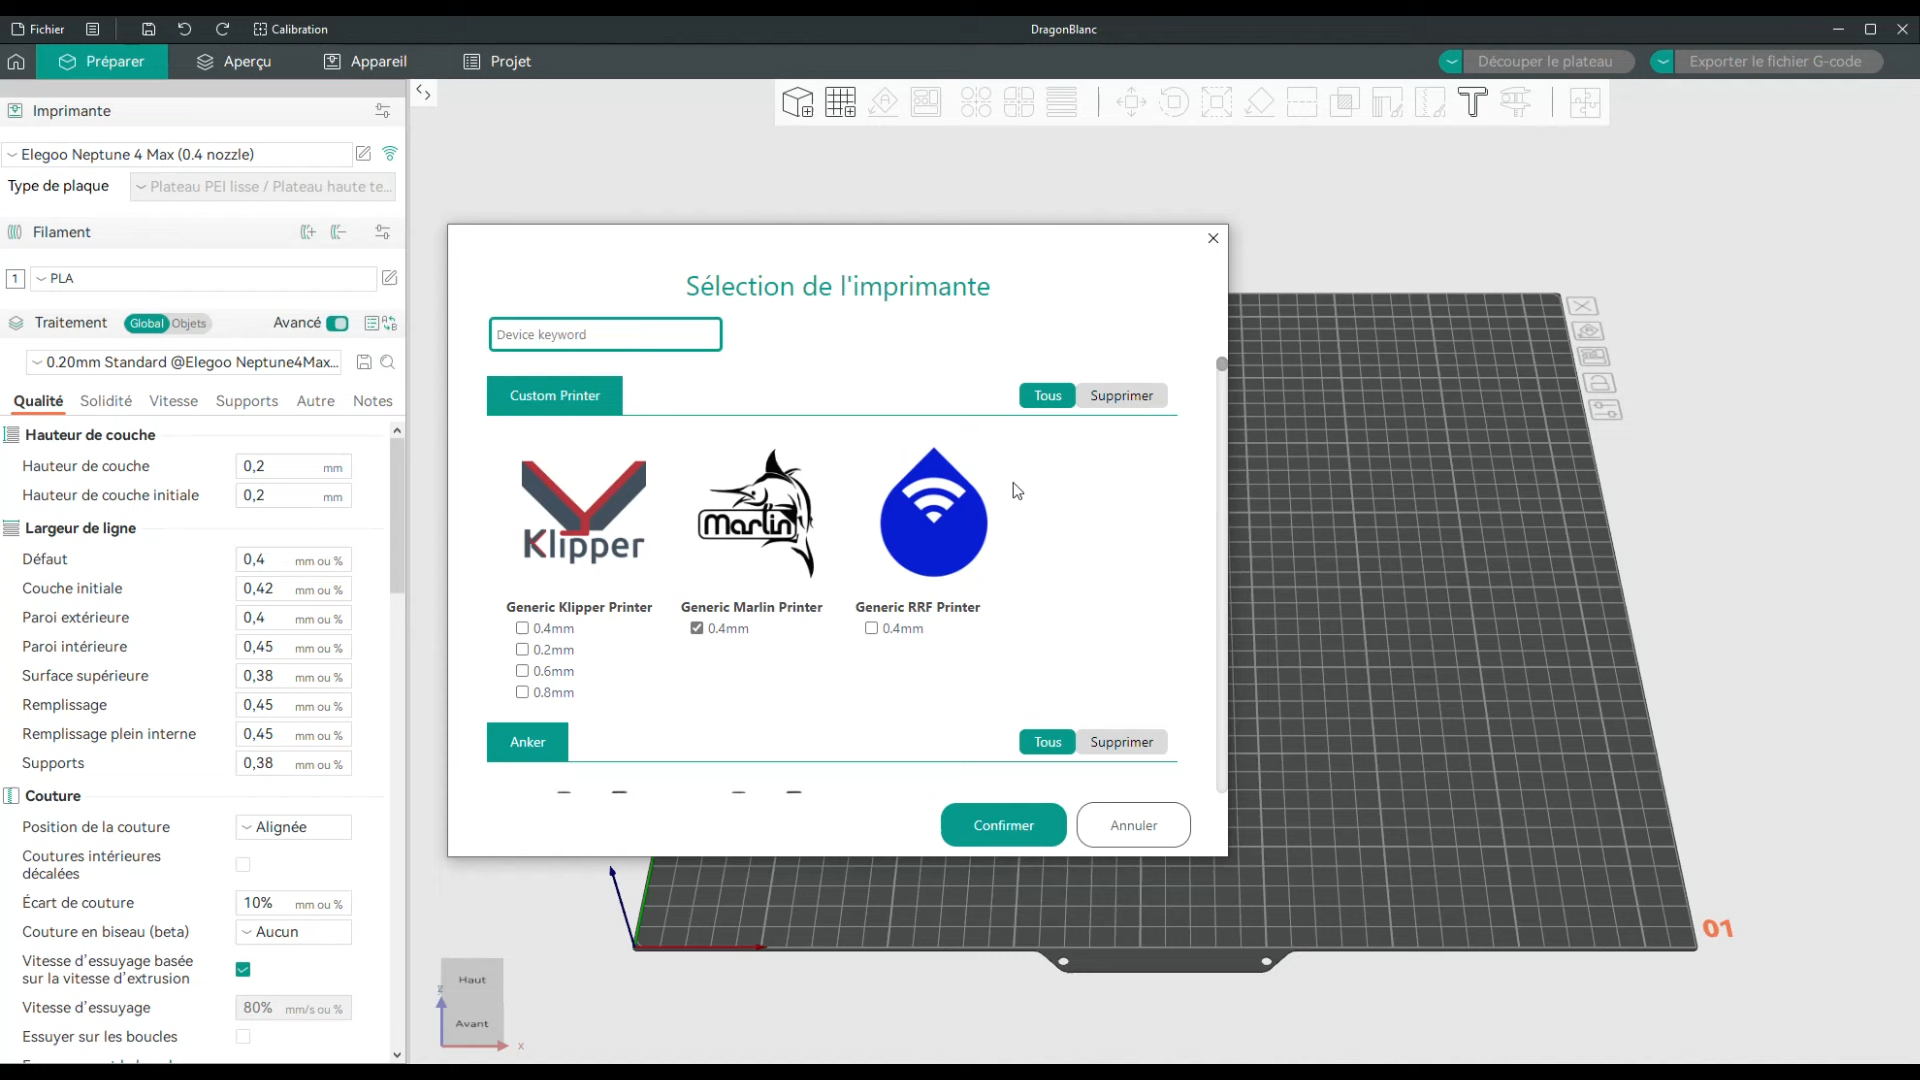 Fichier Calibration DragonBlanc
Préparer Aperçu Appareil Projet Découper le plateau Exporter le fichier G-code
Imprimante
Elegoo Neptune 4 Max (0.4 nozzle)
Type de plaque Plateau PEI lisse / Plateau haute te...
Filament
1 PLA
Traitement Global Objets Avancé
0.20mm Standard @Elegoo Neptune4Max...
Qualité Solidité Vitesse Supports Autre Notes
Hauteur de couche
Hauteur de couche 0,2 mm
Hauteur de couche initiale 0,2 mm
Largeur de ligne
Défaut 0,4 mm ou %
Couche initiale 0,42 mm ou %
Paroi extérieure 0,4 mm ou %
Paroi intérieure 0,45 mm ou %
Surface supérieure 0,38 mm ou %
Remplissage 0,45 mm ou %
Remplissage plein interne 0,45 mm ou %
Supports 0,38 mm ou %
Couture
Position de la couture Alignée
Coutures intérieures
décalées
Écart de couture 10% mm ou %
Couture en biseau (beta) Aucun
Vitesse d'essuyage basée
sur la vitesse d'extrusion
Vitesse d'essuyage 80% mm/s ou %
Essuyer sur les boucles
Sélection de l'imprimante
Device keyword
Custom Printer Tous Supprimer
Klipper Marlin
Generic Klipper Printer Generic Marlin Printer Generic RRF Printer
0.4mm 0.4mm 0.4mm
0.2mm
0.6mm
0.8mm
Anker Tous Supprimer
Confirmer Annuler
01
Haut
z
Avant
x